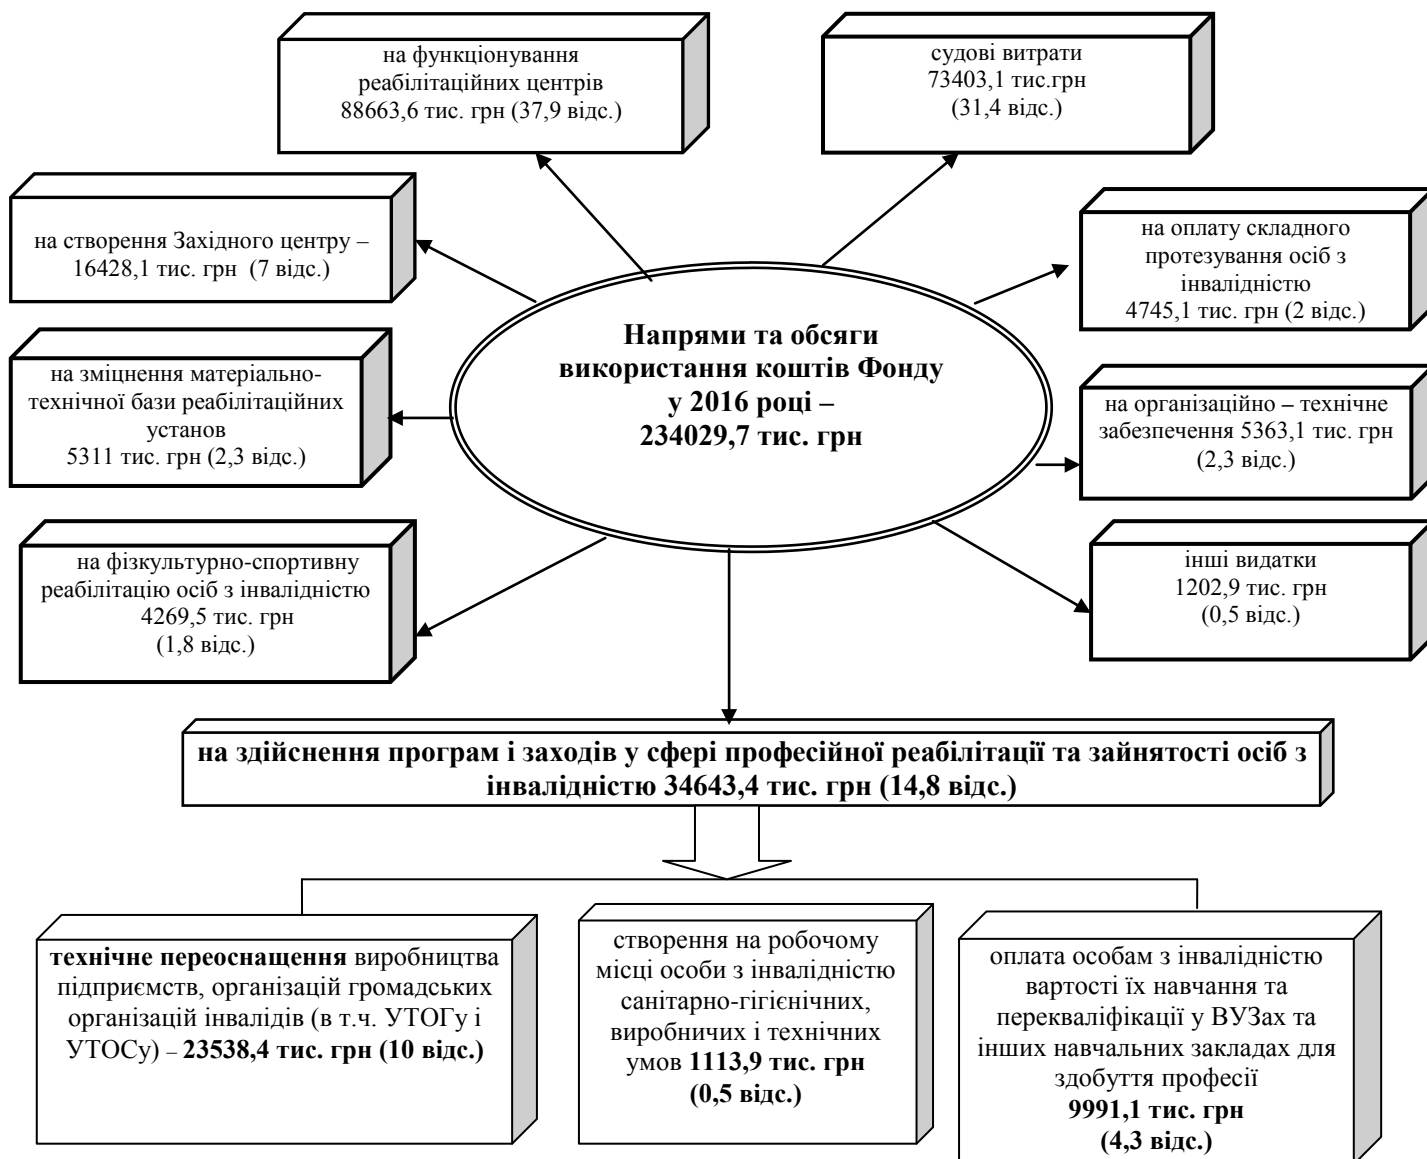 на функціонування
реабілітаційних центрів
88663,6 тис. грн (37,9 відс.)
судові витрати
73403,1 тис.грн
(31,4 відс.)
на створення Західного центру –
16428,1 тис. грн (7 відс.)
на оплату складного
протезування осіб з
інвалідністю
4745,1 тис. грн (2 відс.)
Напрями та обсяги
використання коштів Фонду
у 2016 році –
234029,7 тис. грн
на зміцнення матеріально-
технічної бази реабілітаційних
установ
5311 тис. грн (2,3 відс.)
на організаційно – технічне
забезпечення 5363,1 тис. грн
(2,3 відс.)
на фізкультурно-спортивну
реабілітацію осіб з інвалідністю
4269,5 тис. грн
(1,8 відс.)
інші видатки
1202,9 тис. грн
(0,5 відс.)
на здійснення програм і заходів у сфері професійної реабілітації та зайнятості осіб з
інвалідністю 34643,4 тис. грн (14,8 відс.)
технічне переоснащення виробництва
підприємств, організацій громадських
організацій інвалідів (в т.ч. УТОГу і
УТОСу) – 23538,4 тис. грн (10 відс.)
створення на робочому
місці особи з інвалідністю
санітарно-гігієнічних,
виробничих і технічних
умов 1113,9 тис. грн
(0,5 відс.)
оплата особам з інвалідністю
вартості їх навчання та
перекваліфікації у ВУЗах та
інших навчальних закладах для
здобуття професії
9991,1 тис. грн
(4,3 відс.)